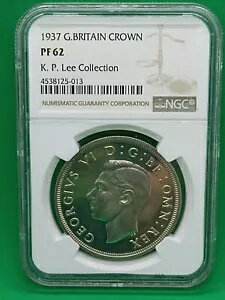 1937 G.BRITAIN CROWN
PF 62
K. P. Lee Collection
4538125-013
NUMISMATIC GUARANTY CORPORATION
NGC
GEORGIVS VI D:G:BR:OMN:REX